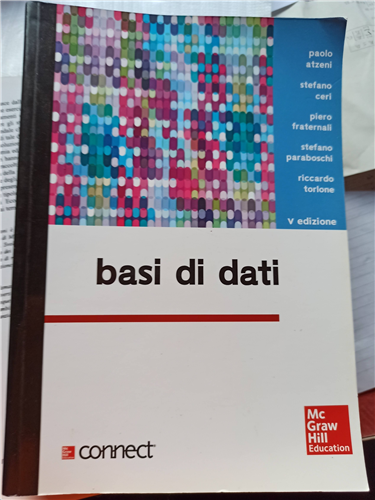 paolo
atzeni
stefano
ceri
piero
fraternali
stefano
paraboschi
riccardo
torlone
v edizione
basi di dati
connect
Mc
Graw
Hill
Education